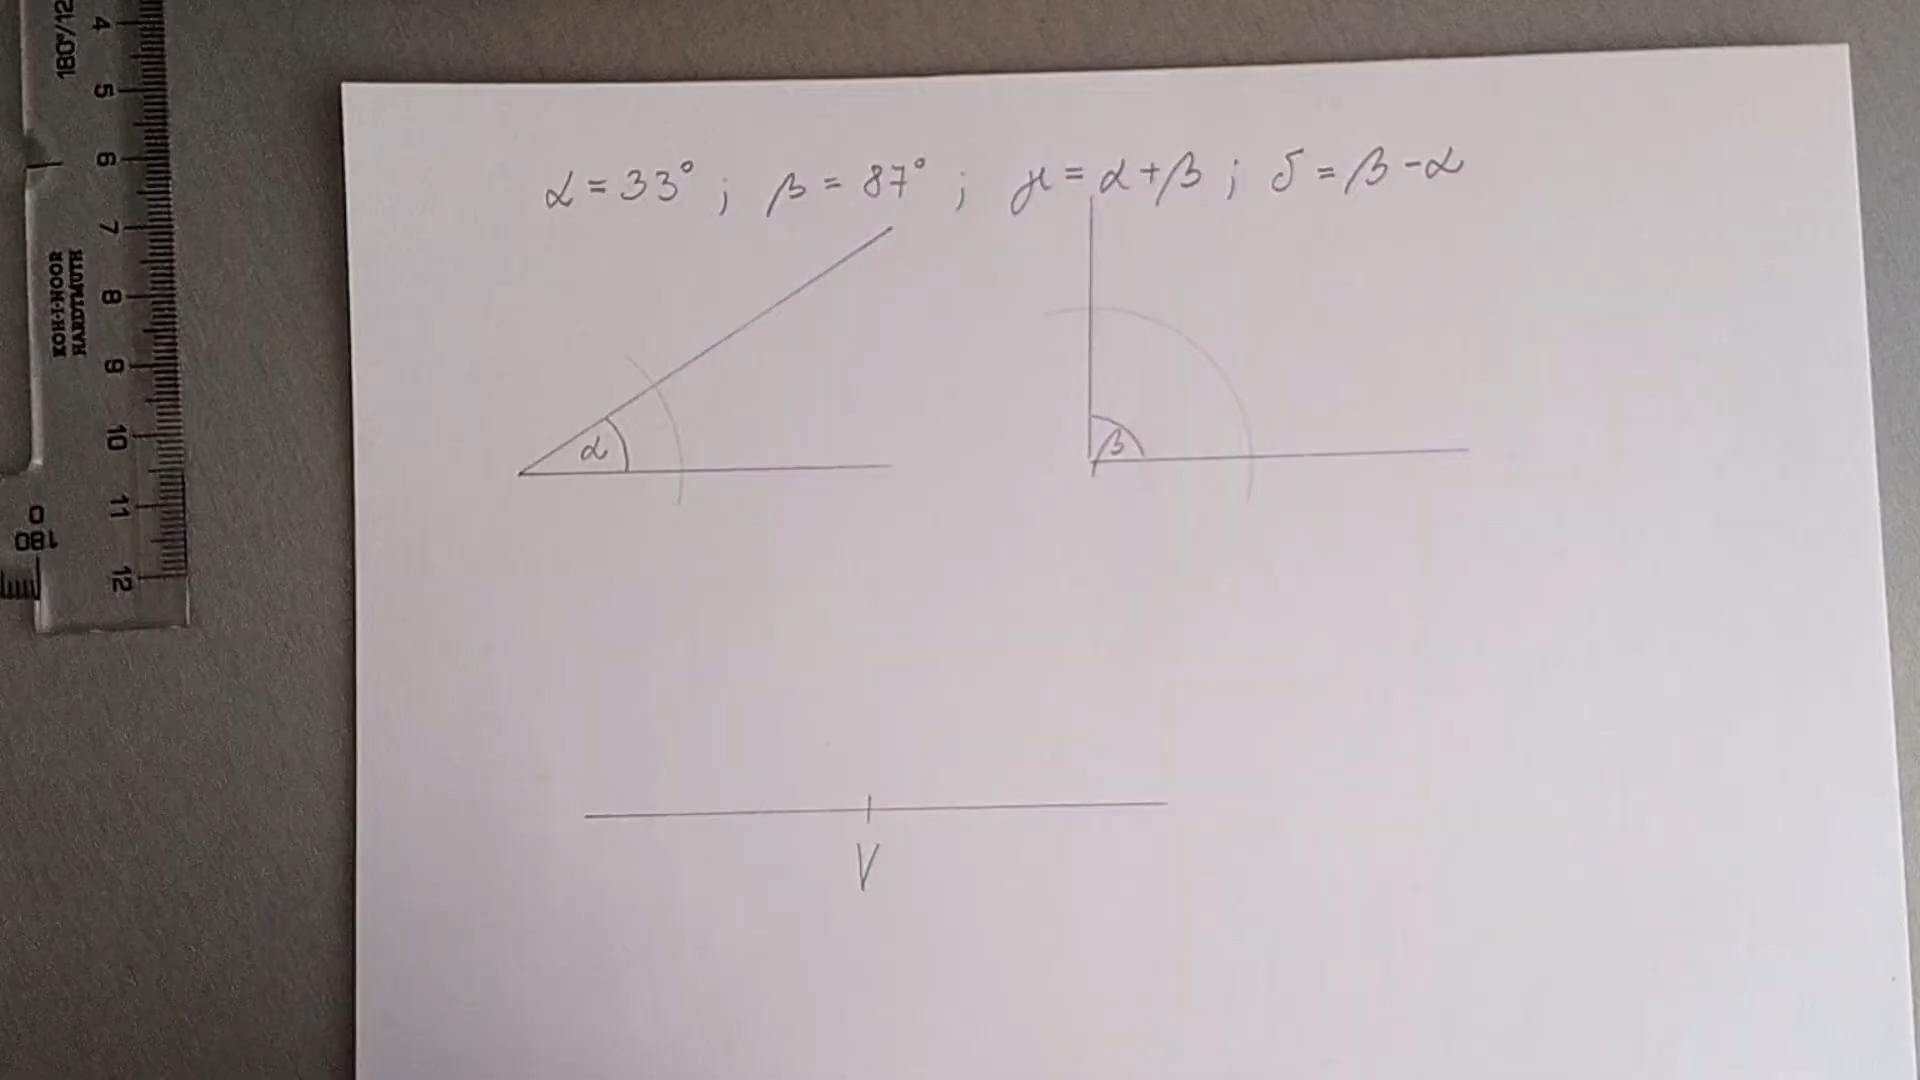 α = 33° ; β = 87° ; γ = α + β ; δ = β - α
α
β
V
180°/12
4
5
6
7
8
9
10
11
12
KOH-I-NOOR
HARDTMUTH
0
180